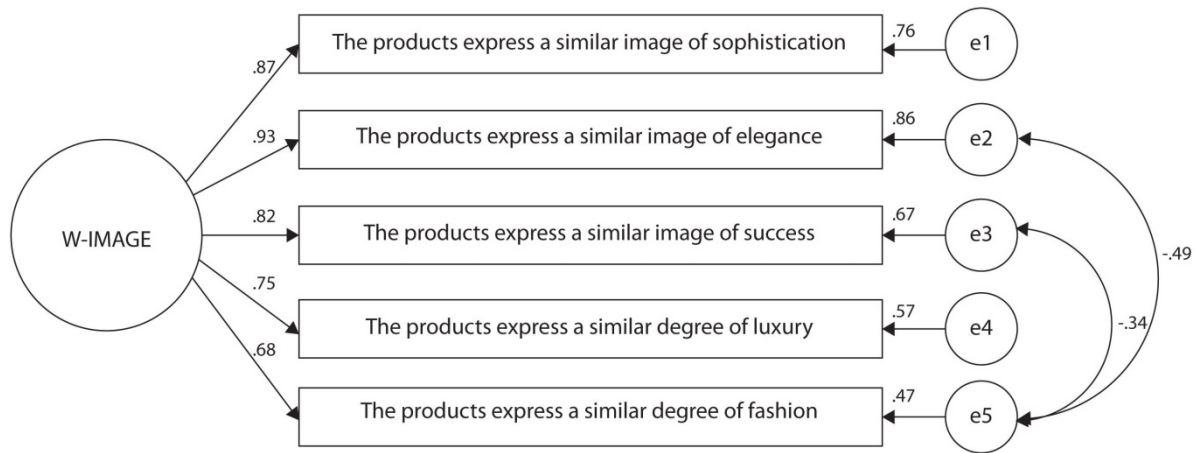 The products express a similar image of sophistication
.76
e1
.87
The products express a similar image of elegance
.86
e2
.93
W-IMAGE
.82
The products express a similar image of success
.67
e3
-.49
.75
The products express a similar degree of luxury
.57
e4
-.34
.68
The products express a similar degree of fashion
.47
e5